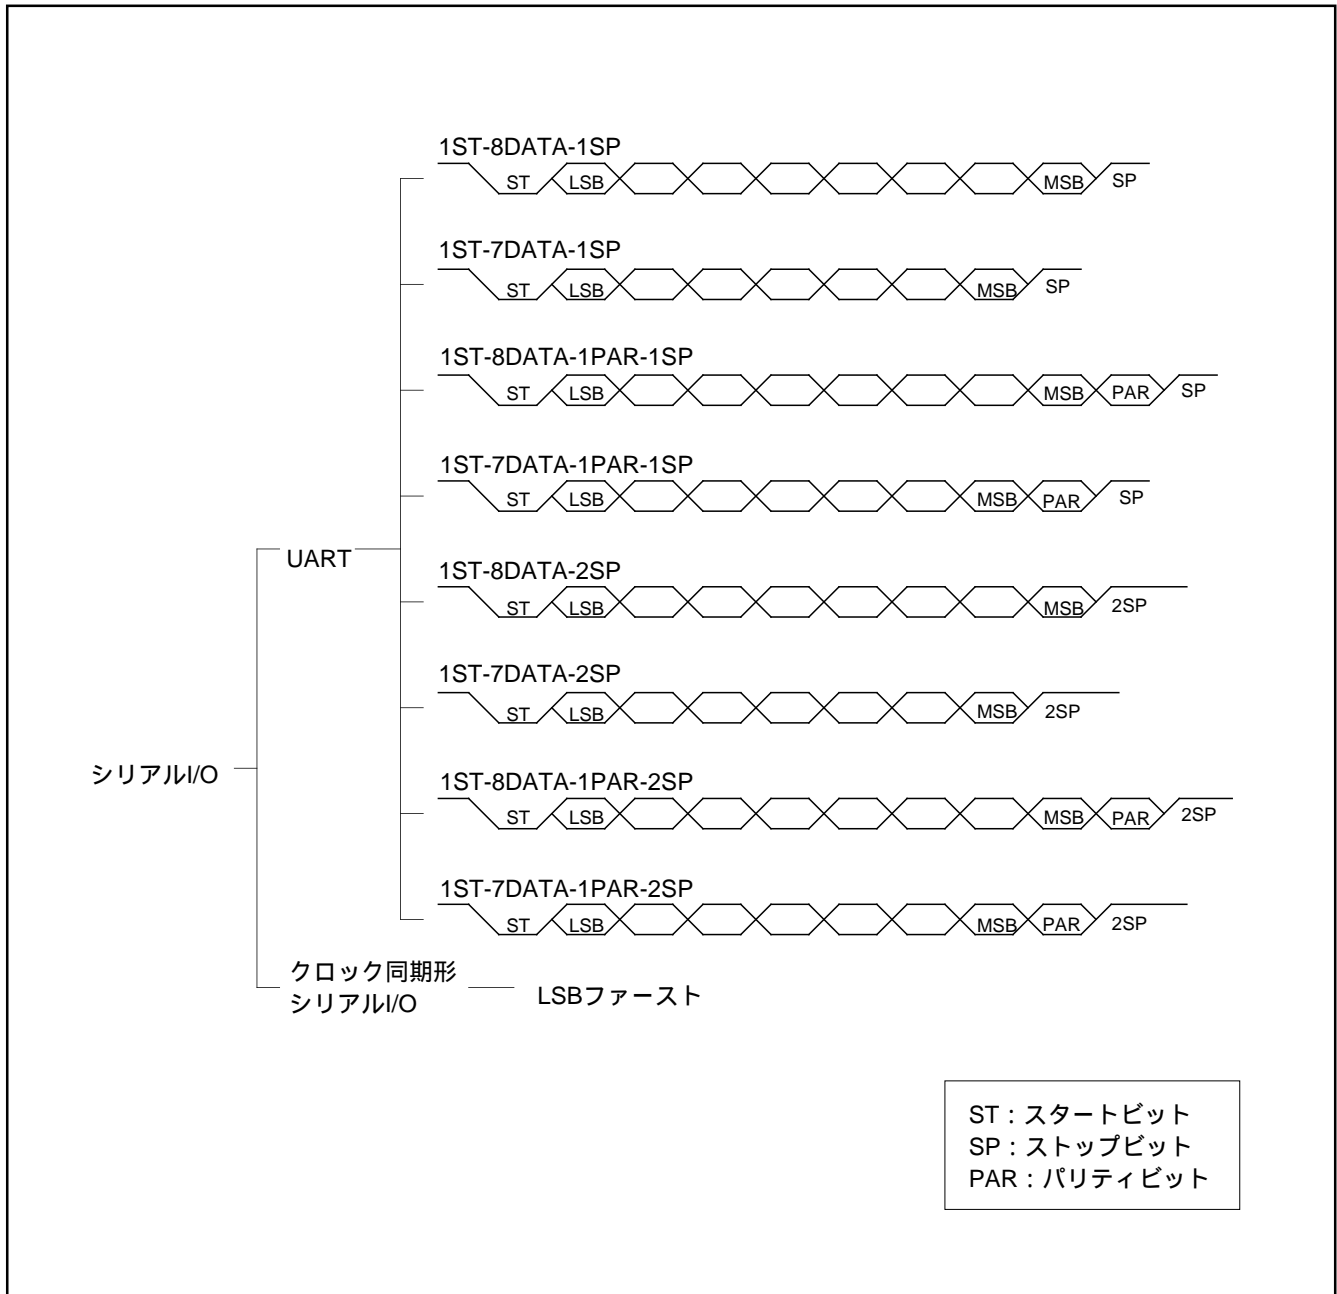 1ST-8DATA-1SP
ST LSB MSB SP
1ST-7DATA-1SP
ST LSB MSB SP
1ST-8DATA-1PAR-1SP
ST LSB MSB PAR SP
1ST-7DATA-1PAR-1SP
ST LSB MSB PAR SP
UART
1ST-8DATA-2SP
ST LSB MSB 2SP
1ST-7DATA-2SP
ST LSB MSB 2SP
シリアルI/O
1ST-8DATA-1PAR-2SP
ST LSB MSB PAR 2SP
1ST-7DATA-1PAR-2SP
ST LSB MSB PAR 2SP
クロック同期形
シリアルI/O
LSBファースト
ST:スタートビット
SP:ストップビット
PAR:パリティビット